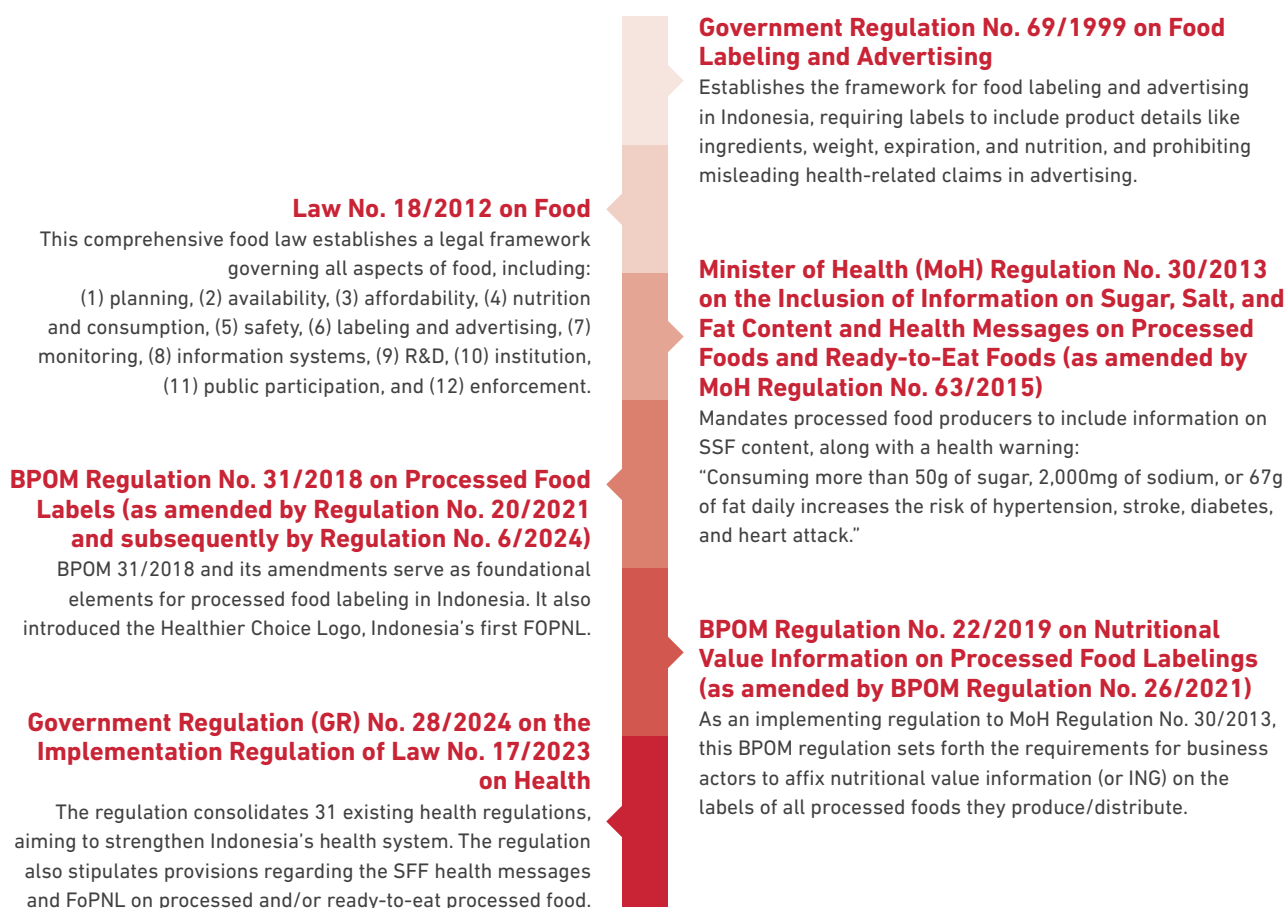 Government Regulation No. 69/1999 on Food
Labeling and Advertising
Establishes the framework for food labeling and advertising
in Indonesia, requiring labels to include product details like
ingredients, weight, expiration, and nutrition, and prohibiting
misleading health-related claims in advertising.
Law No. 18/2012 on Food
This comprehensive food law establishes a legal framework
governing all aspects of food, including:
(1) planning, (2) availability, (3) affordability, (4) nutrition
and consumption, (5) safety, (6) labeling and advertising, (7)
monitoring, (8) information systems, (9) R&D, (10) institution,
(11) public participation, and (12) enforcement.
Minister of Health (MoH) Regulation No. 30/2013
on the Inclusion of Information on Sugar, Salt, and
Fat Content and Health Messages on Processed
Foods and Ready-to-Eat Foods (as amended by
MoH Regulation No. 63/2015)
Mandates processed food producers to include information on
SSF content, along with a health warning:
“Consuming more than 50g of sugar, 2,000mg of sodium, or 67g
of fat daily increases the risk of hypertension, stroke, diabetes,
and heart attack.”
BPOM Regulation No. 31/2018 on Processed Food
Labels (as amended by Regulation No. 20/2021
and subsequently by Regulation No. 6/2024)
BPOM 31/2018 and its amendments serve as foundational
elements for processed food labeling in Indonesia. It also
introduced the Healthier Choice Logo, Indonesia’s first FOPNL.
BPOM Regulation No. 22/2019 on Nutritional
Value Information on Processed Food Labelings
(as amended by BPOM Regulation No. 26/2021)
As an implementing regulation to MoH Regulation No. 30/2013,
this BPOM regulation sets forth the requirements for business
actors to affix nutritional value information (or ING) on the
labels of all processed foods they produce/distribute.
Government Regulation (GR) No. 28/2024 on the
Implementation Regulation of Law No. 17/2023
on Health
The regulation consolidates 31 existing health regulations,
aiming to strengthen Indonesia’s health system. The regulation
also stipulates provisions regarding the SFF health messages
and FoPNL on processed and/or ready-to-eat processed food.